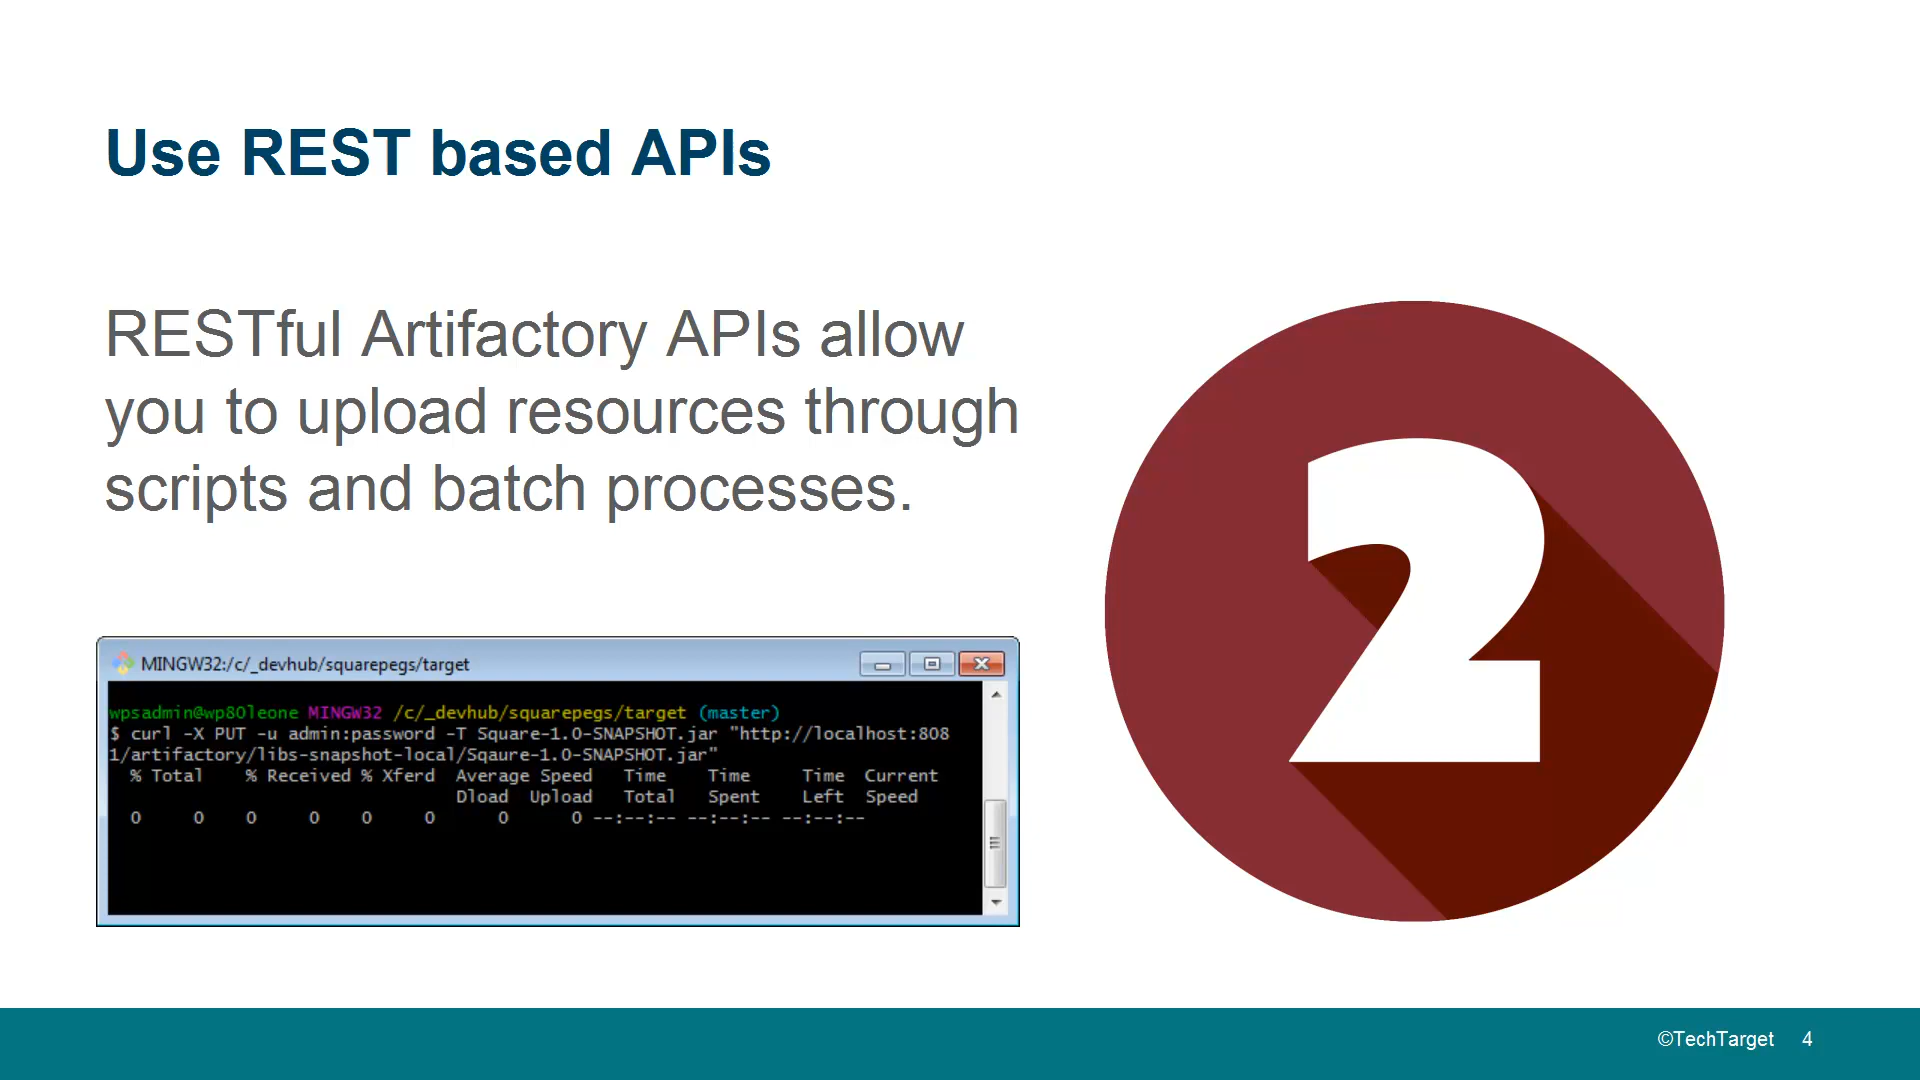 Use REST based APIs
RESTful Artifactory APIs allow
you to upload resources through
scripts and batch processes.
2
MINGW32:/c/_devhub/squarepegs/target
wpsadmin@wp80leone MINGW32 /c/_devhub/squarepegs/target (master)
$ curl -X PUT -u admin:password -T Square-1.0-SNAPSHOT.jar "http://localhost:808
1/artifactory/libs-snapshot-local/Sqaure-1.0-SNAPSHOT.jar"
% Total % Received % Xferd Average Speed Time Time Time Current
Dload Upload Total Spent Left Speed
0 0 0 0 0 0 0 0 --:--:-- --:--:-- --:--:--
©TechTarget 4